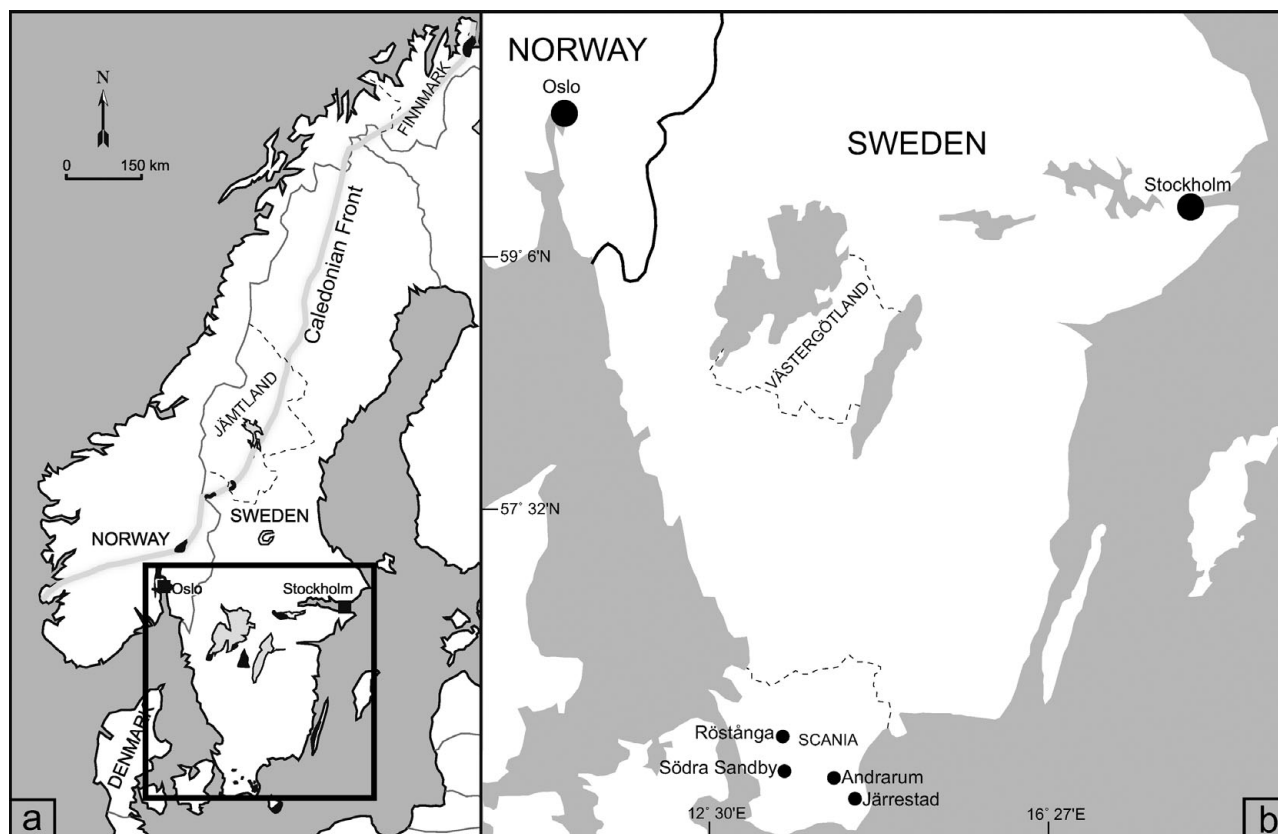 N
0 150 km
FINNMARK
Caledonian Front
JÄMTLAND
SWEDEN
NORWAY
Oslo
Stockholm
DENMARK
a
NORWAY
Oslo
SWEDEN
Stockholm
59° 6'N
VÄSTERGÖTLAND
57° 32'N
Röstånga
SCANIA
Södra Sandby
Andrarum
Järrestad
12° 30'E
16° 27'E
b